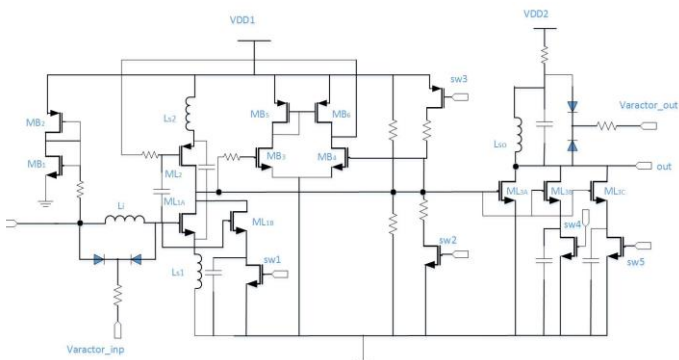 VDD1
VDD2
sw3
Ls2
MB2
MB5
MB6
Varactor_out
MB1
ML2
MB3
MB4
Lso
out
ML1A
ML3A
ML3B
ML3C
Li
ML1B
sw4
sw1
sw2
sw5
Ls1
Varactor_inp